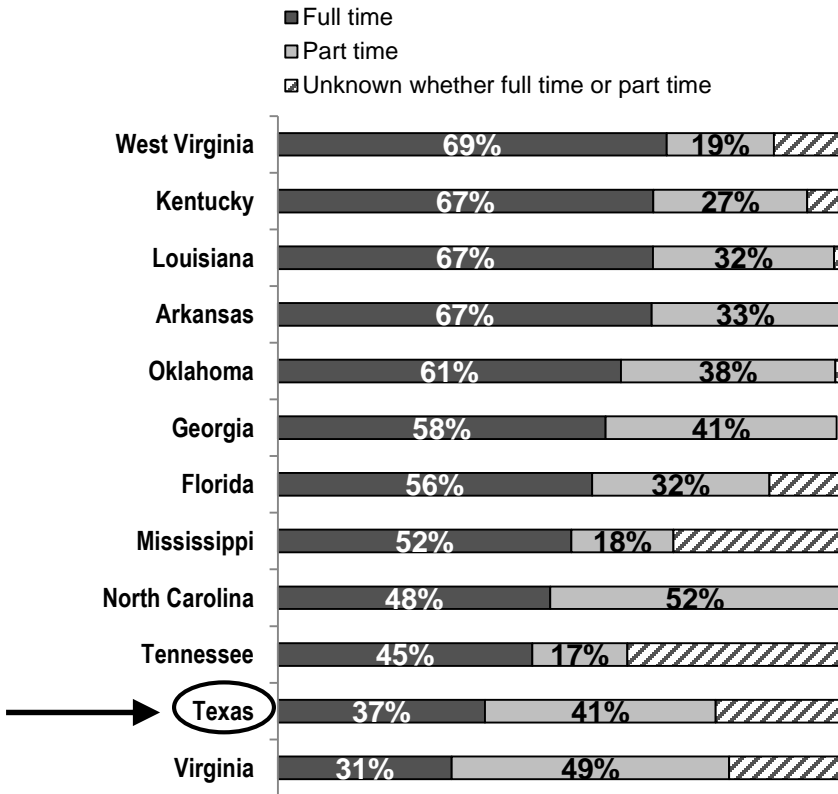 Full time
Part time
Unknown whether full time or part time
West Virginia 69% 19%
Kentucky 67% 27%
Louisiana 67% 32%
Arkansas 67% 33%
Oklahoma 61% 38%
Georgia 58% 41%
Florida 56% 32%
Mississippi 52% 18%
North Carolina 48% 52%
Tennessee 45% 17%
Texas 37% 41%
Virginia 31% 49%